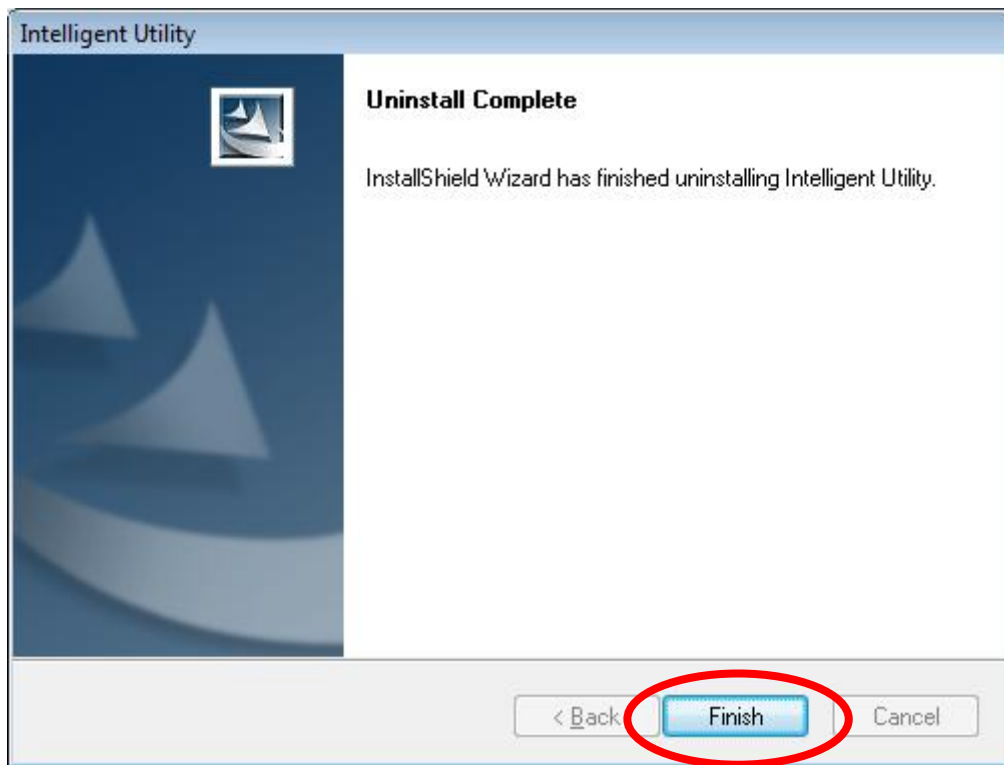 Intelligent Utility
Uninstall Complete
InstallShield Wizard has finished uninstalling Intelligent Utility.
< Back
Finish
Cancel